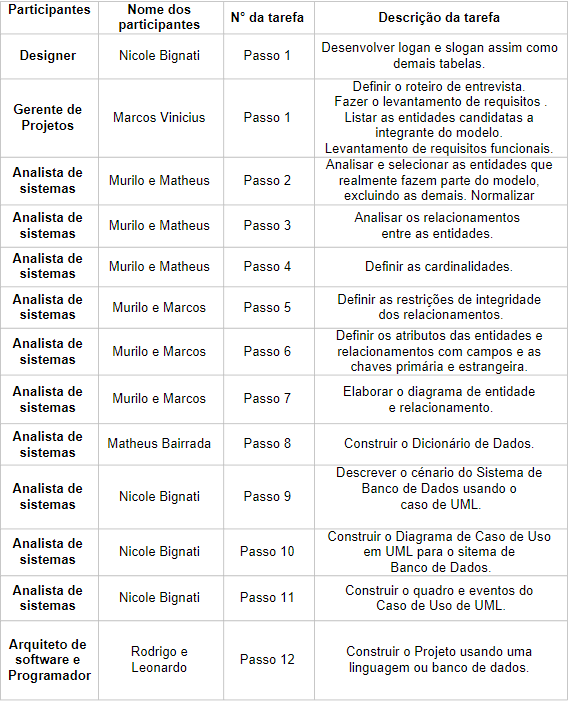 Participantes
Nome dos
participantes
N° da tarefa
Descrição da tarefa
Designer
Nicole Bignati
Passo 1
Desenvolver logan e slogan assim como
demais tabelas.
Gerente de
Projetos
Marcos Vinicius
Passo 1
Definir o roteiro de entrevista.
Fazer o levantamento de requisitos .
Listar as entidades candidatas a
integrante do modelo.
Levantamento de requisitos funcionais.
Analista de
sistemas
Murilo e Matheus
Passo 2
Analisar e selecionar as entidades que
realmente fazem parte do modelo,
excluindo as demais. Normalizar
Analista de
sistemas
Murilo e Matheus
Passo 3
Analisar os relacionamentos
entre as entidades.
Analista de
sistemas
Murilo e Matheus
Passo 4
Definir as cardinalidades.
Analista de
sistemas
Murilo e Marcos
Passo 5
Definir as restrições de integridade
dos relacionamentos.
Analista de
sistemas
Murilo e Marcos
Passo 6
Definir os atributos das entidades e
relacionamentos com campos e as
chaves primária e estrangeira.
Analista de
sistemas
Murilo e Marcos
Passo 7
Elaborar o diagrama de entidade
e relacionamento.
Analista de
sistemas
Matheus Bairrada
Passo 8
Construir o Dicionário de Dados.
Analista de
sistemas
Nicole Bignati
Passo 9
Descrever o cénario do Sistema de
Banco de Dados usando o
caso de UML.
Analista de
sistemas
Nicole Bignati
Passo 10
Construir o Diagrama de Caso de Uso
em UML para o sitema de
Banco de Dados.
Analista de
sistemas
Nicole Bignati
Passo 11
Construir o quadro e eventos do
Caso de Uso de UML.
Arquiteto de
software e
Programador
Rodrigo e
Leonardo
Passo 12
Construir o Projeto usando uma
linguagem ou banco de dados.